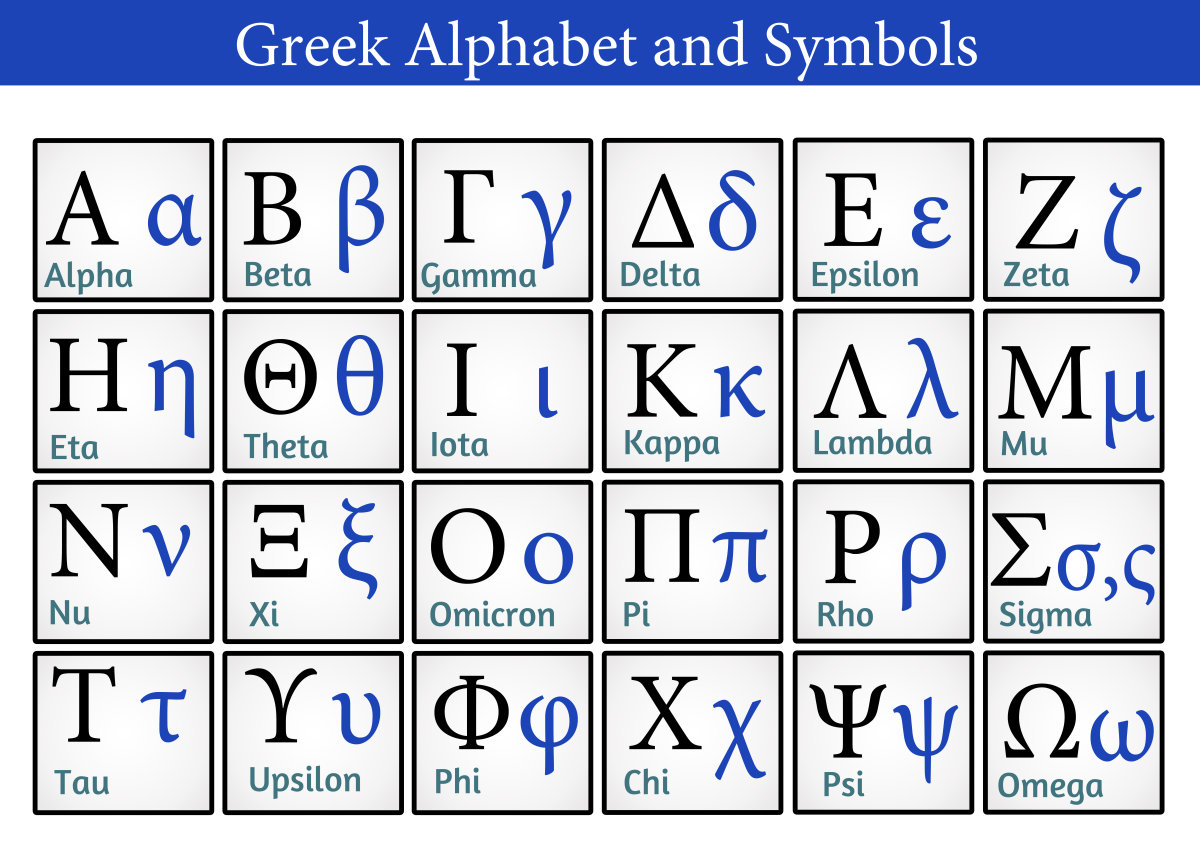 Greek Alphabet and Symbols
Α α Β β Γ γ Δ δ Ε ε Ζ ζ
Alpha Beta Gamma Delta Epsilon Zeta
Η η Θ θ Ι ι Κ κ Λ λ Μ μ
Eta Theta Iota Kappa Lambda Mu
Ν ν Ξ ξ Ο ο Π π Ρ ρ Σ σ,ς
Nu Xi Omicron Pi Rho Sigma
Τ τ ϒ υ Φ φ Χ χ Ψ ψ Ω ω
Tau Upsilon Phi Chi Psi Omega